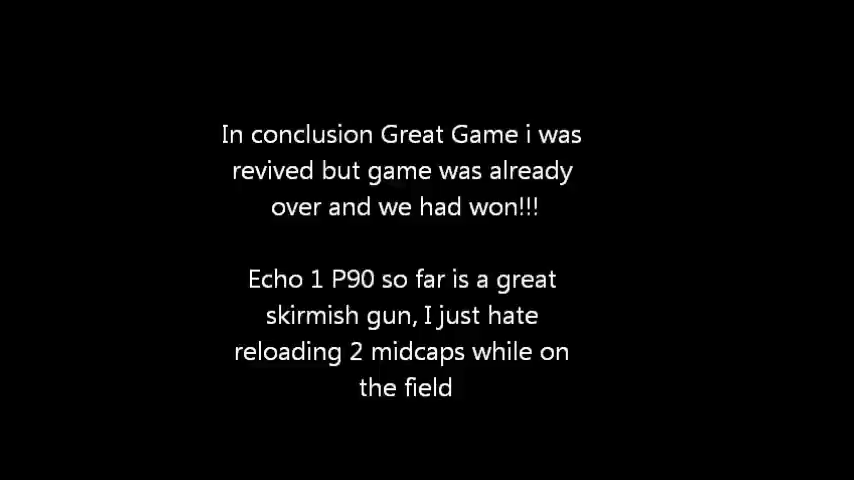 In conclusion Great Game i was
revived but game was already
over and we had won!!!
Echo 1 P90 so far is a great
skirmish gun, I just hate
reloading 2 midcaps while on
the field